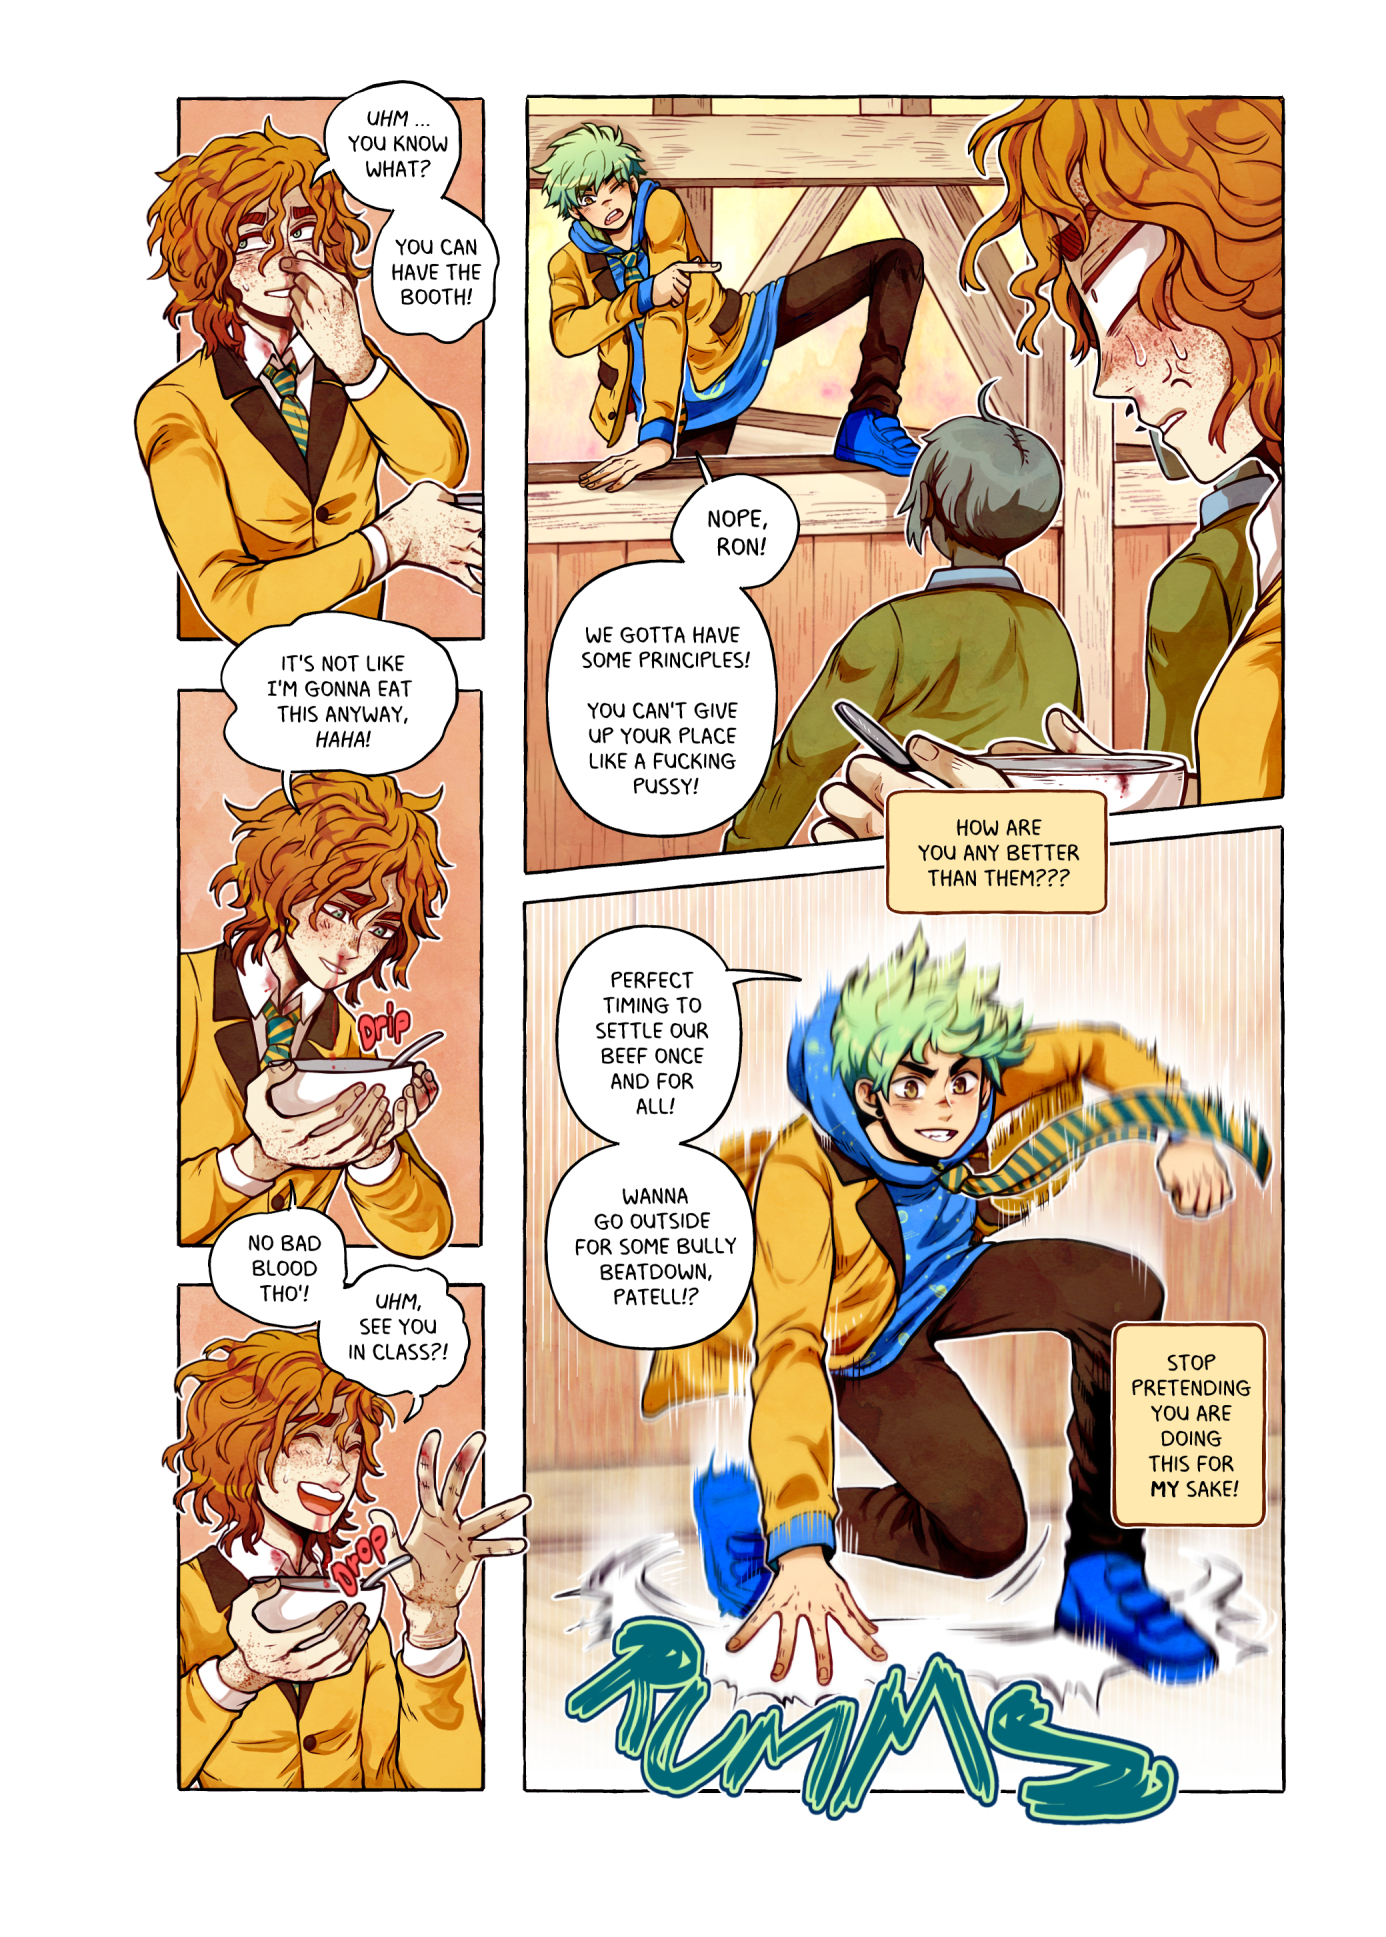 UHM ...
YOU KNOW
WHAT?
YOU CAN
HAVE THE
BOOTH!
IT'S NOT LIKE
I'M GONNA EAT
THIS ANYWAY,
HAHA!
Drip
NO BAD
BLOOD
THO'!
UHM,
SEE YOU
IN CLASS?!
Drop
NOPE,
RON!
WE GOTTA HAVE
SOME PRINCIPLES!
YOU CAN'T GIVE
UP YOUR PLACE
LIKE A FUCKING
PUSSY!
HOW ARE
YOU ANY BETTER
THAN THEM???
PERFECT
TIMING TO
SETTLE OUR
BEEF ONCE
AND FOR
ALL!
WANNA
GO OUTSIDE
FOR SOME BULLY
BEATDOWN,
PATELL!?
STOP
PRETENDING
YOU ARE
DOING
THIS FOR
MY SAKE!
RUMMS